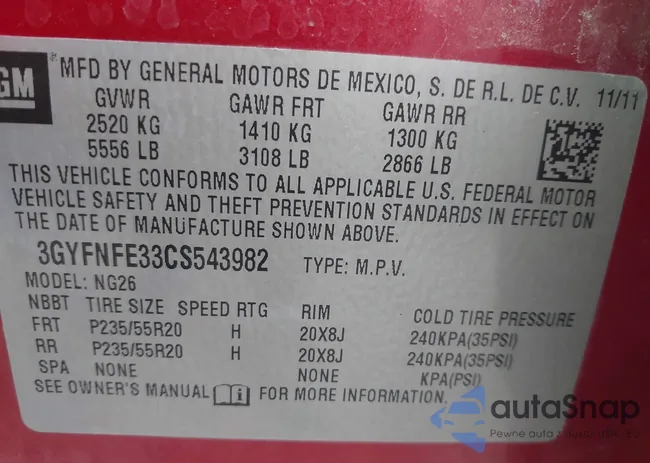 GM
MFD BY GENERAL MOTORS DE MEXICO, S. DE R.L. DE C.V. 11/11
GVWR GAWR FRT GAWR RR
2520 KG 1410 KG 1300 KG
5556 LB 3108 LB 2866 LB
THIS VEHICLE CONFORMS TO ALL APPLICABLE U.S. FEDERAL MOTOR
VEHICLE SAFETY AND THEFT PREVENTION STANDARDS IN EFFECT ON
THE DATE OF MANUFACTURE SHOWN ABOVE.
3GYFNFE33CS543982 TYPE: M.P.V.
MODEL: NG26
NBBT TIRE SIZE SPEED RTG RIM COLD TIRE PRESSURE
FRT P235/55R20 H 20X8J 240KPA(35PSI)
RR P235/55R20 H 20X8J 240KPA(35PSI)
SPA NONE NONE KPA(PSI)
SEE OWNER'S MANUAL FOR MORE INFORMATION.
autaSnap
Pewne auto z